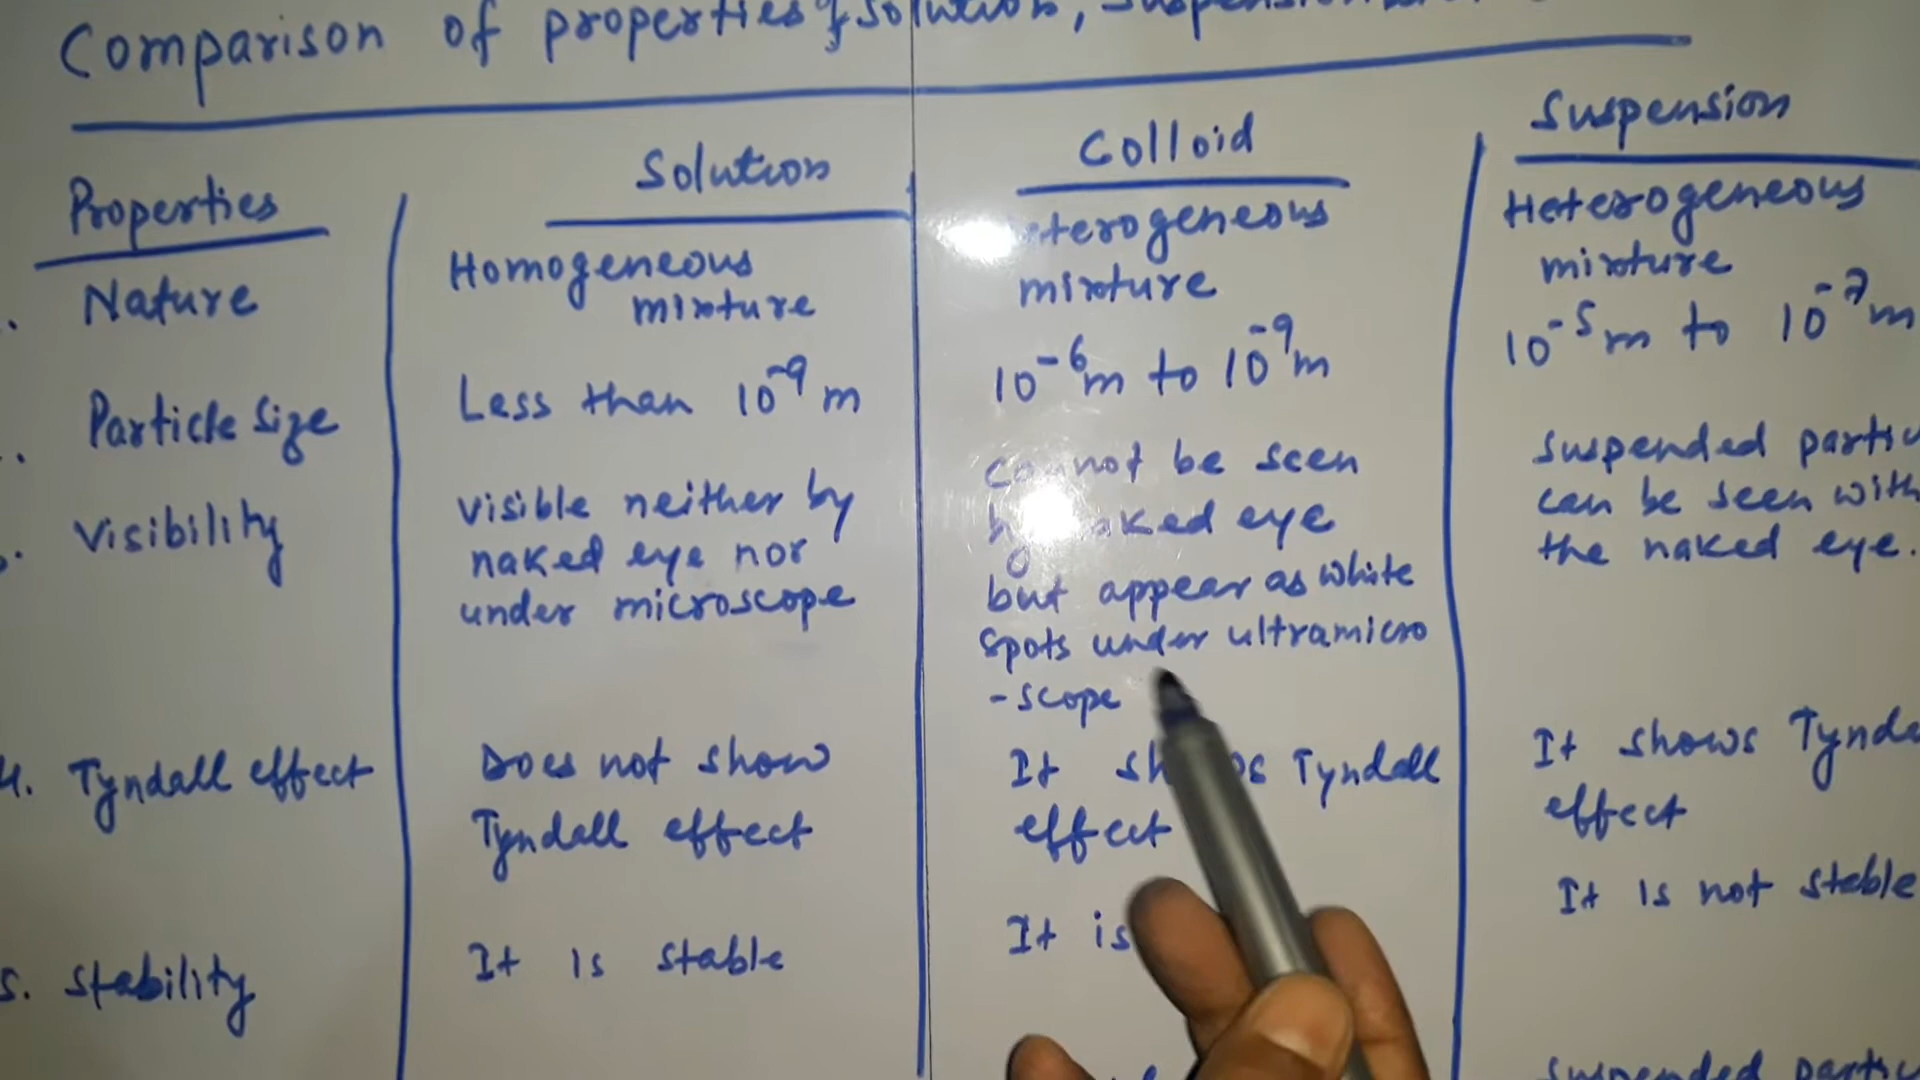 Comparison of properties of solution, suspension
Properties
Solution
Colloid
Suspension
Nature
Homogeneous
mixture
mixture
Heterogeneous
mixture
Particle size
Less than 10⁻⁹ m
10⁻⁶m to 10⁻⁹m
10⁻⁵m to 10⁻⁷m
Visibility
visible neither by
naked eye nor
under microscope
cannot be seen
eye
but appear as white
spots under ultramicro
-scope
suspended
can be seen with
the naked eye.
4. Tyndall effect
Does not show
Tyndall effect
It Tyndall
effect
It shows
effect
5. Stability
It is stable
It is
It is not stable
suspended